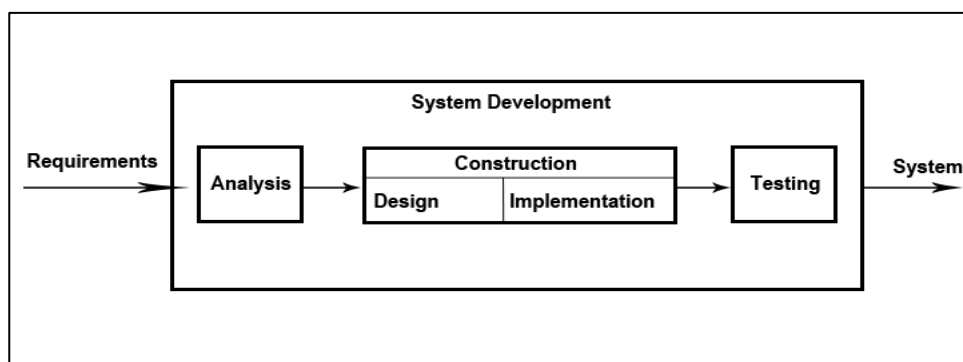 System Development
Requirements
Analysis
Construction
Design
Implementation
Testing
System